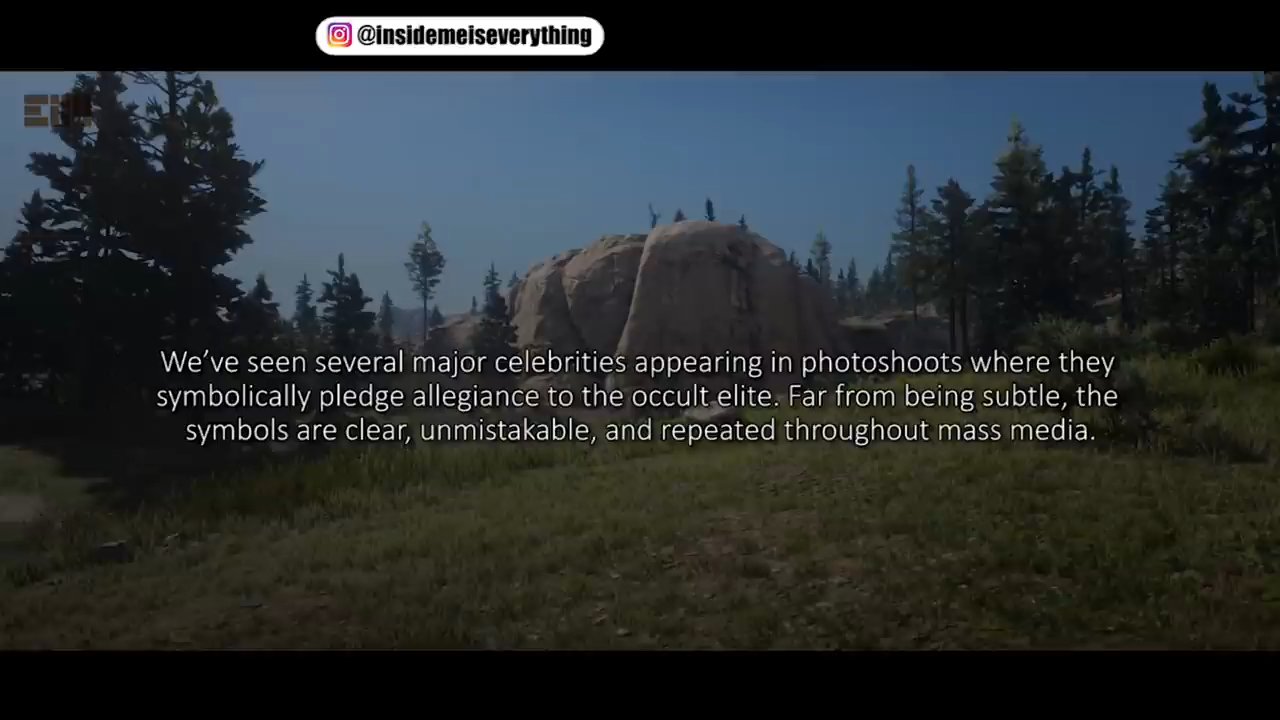 @insidemeiseverything
We've seen several major celebrities appearing in photoshoots where they
symbolically pledge allegiance to the occult elite. Far from being subtle, the
symbols are clear, unmistakable, and repeated throughout mass media.